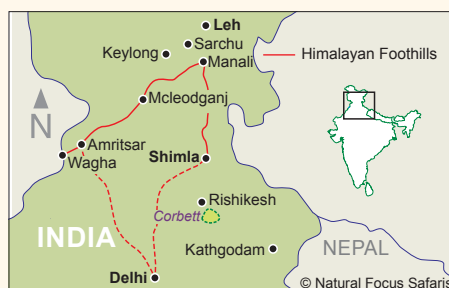 Leh
Sarchu
Keylong
Manali
Himalayan Foothills
Mcleodganj
N
Amritsar
Wagha
Shimla
Rishikesh
Corbett
INDIA
Kathgodam
NEPAL
Delhi
© Natural Focus Safaris